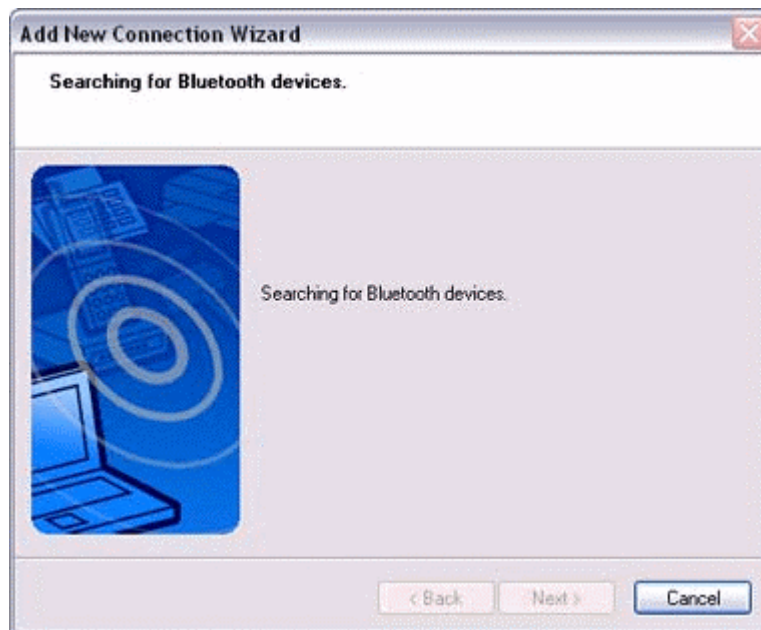 Add New Connection Wizard
Searching for Bluetooth devices.
Searching for Bluetooth devices.
< Back
Next >
Cancel